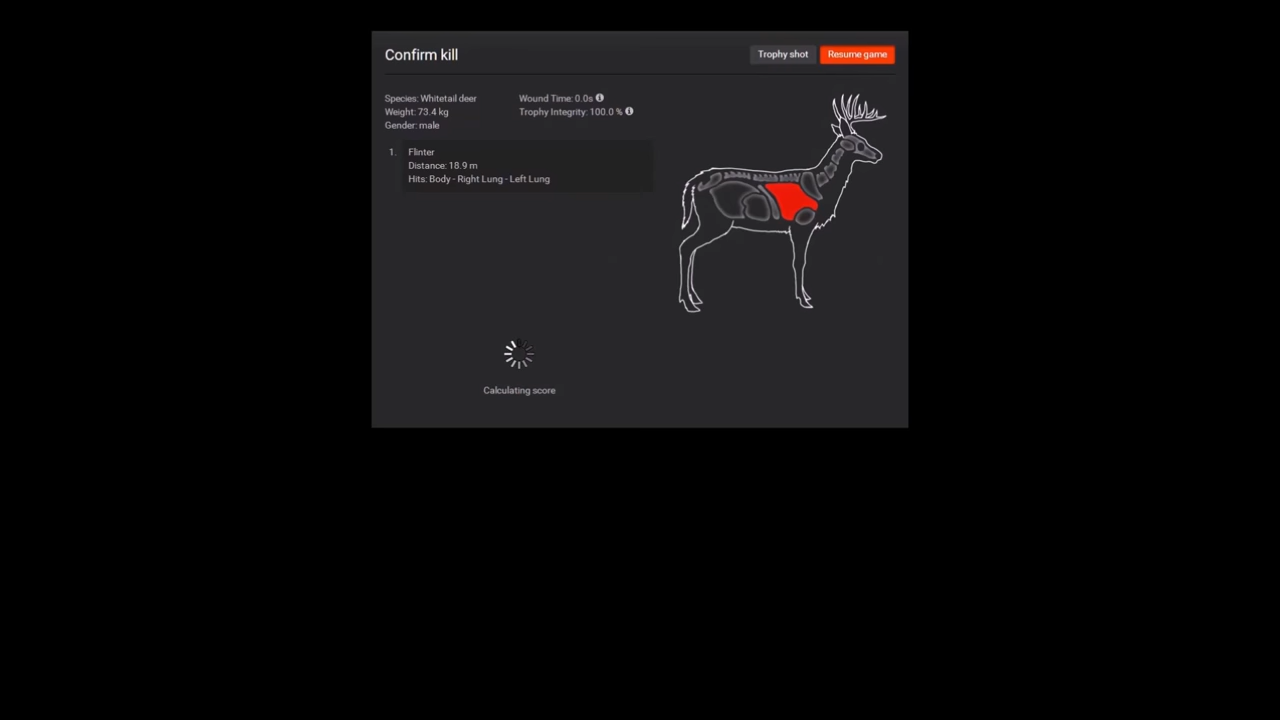 Confirm kill
Trophy shot
Resume game
Species: Whitetail deer
Weight: 73.4 kg
Gender: male
Wound Time: 0.0s
Trophy Integrity: 100.0 %
1.
Flinter
Distance: 18.9 m
Hits: Body - Right Lung - Left Lung
Calculating score